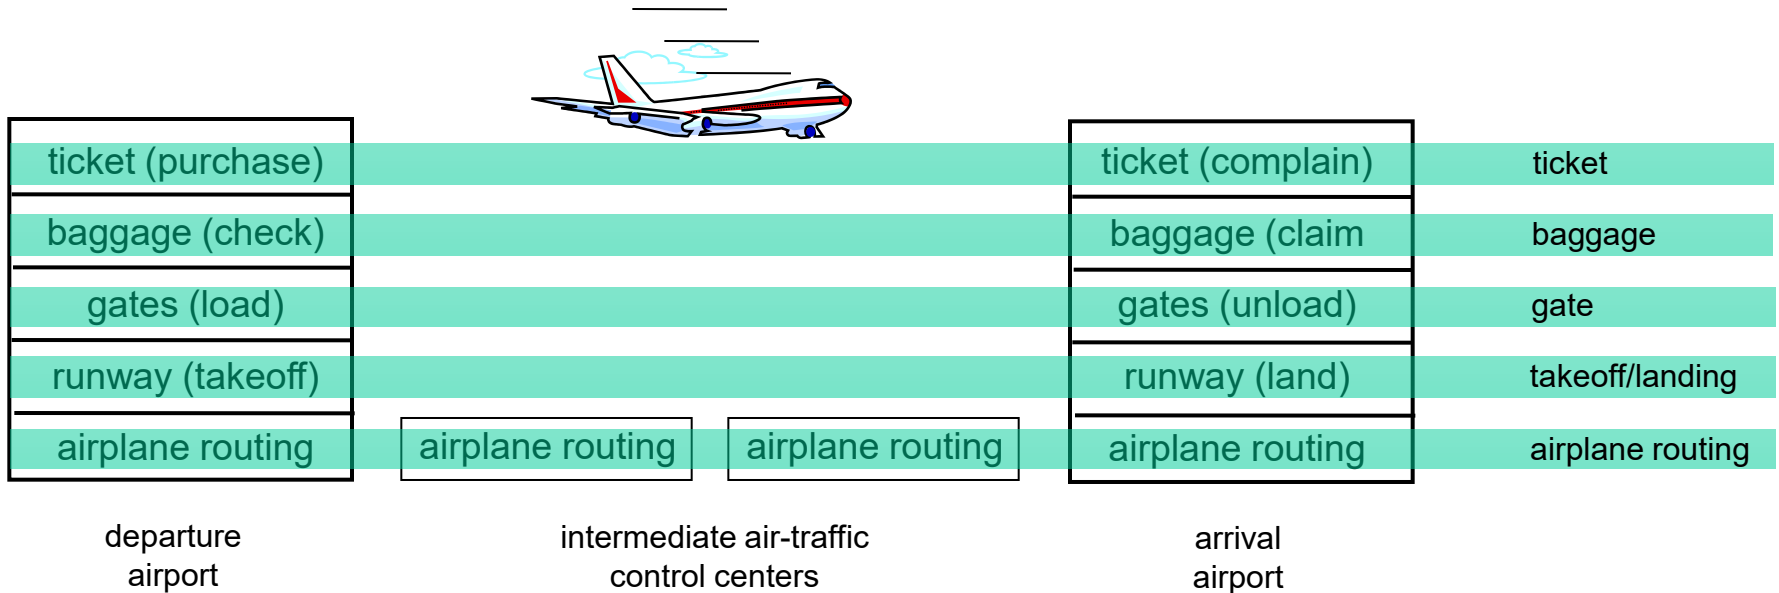 ticket (purchase)
ticket (complain)
ticket
baggage (check)
baggage (claim
baggage
gates (load)
gates (unload)
gate
runway (takeoff)
runway (land)
takeoff/landing
airplane routing
airplane routing
airplane routing
airplane routing
airplane routing
departure
airport
intermediate air-traffic
control centers
arrival
airport